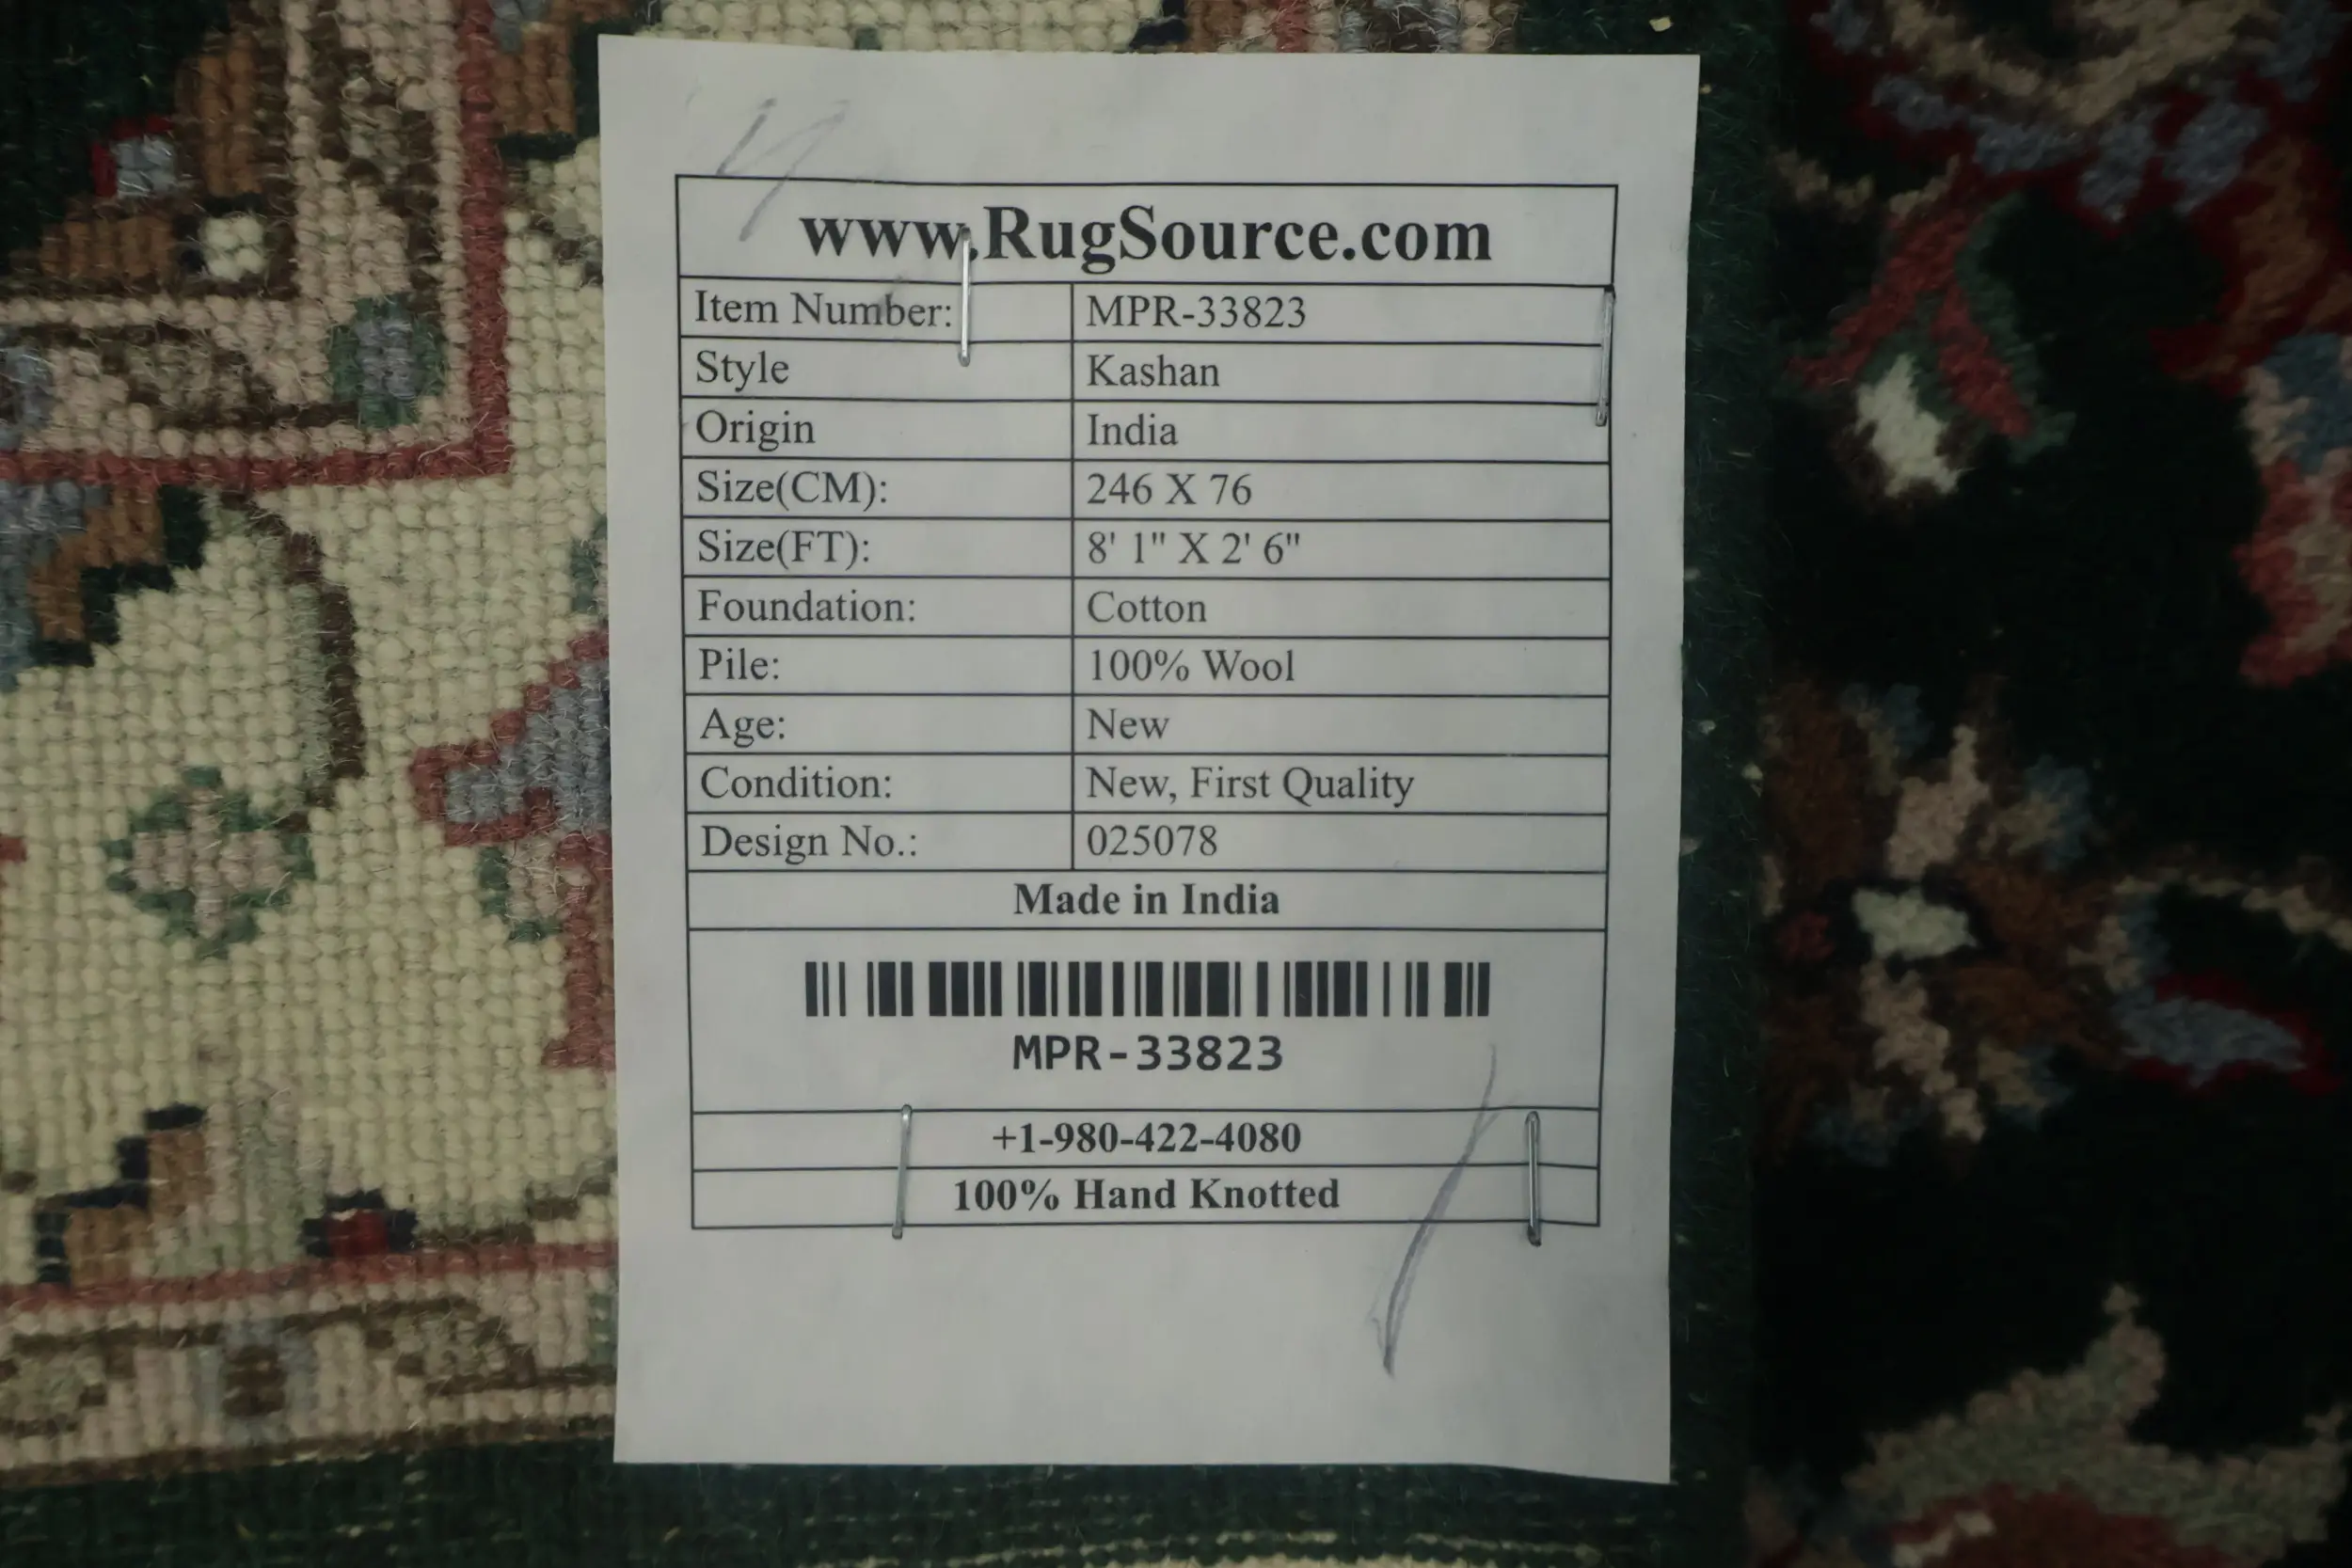 www.RugSource.com
Item Number: MPR-33823
Style Kashan
Origin India
Size(CM): 246 X 76
Size(FT): 8' 1" X 2' 6"
Foundation: Cotton
Pile: 100% Wool
Age: New
Condition: New, First Quality
Design No.: 025078
Made in India
MPR-33823
+1-980-422-4080
100% Hand Knotted